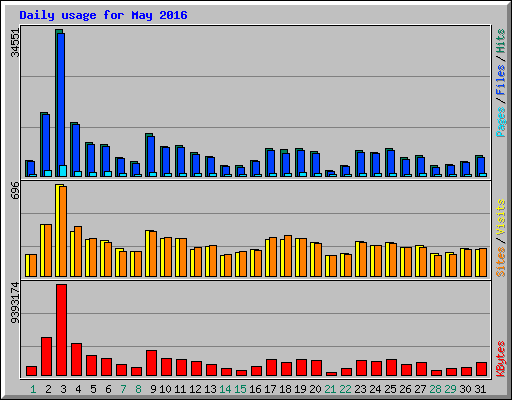 Daily usage for May 2016
34551
Pages / Files / Hits
696
Sites / Visits
9393174
KBytes
1 2 3 4 5 6 7 8 9 10 11 12 13 14 15 16 17 18 19 20 21 22 23 24 25 26 27 28 29 30 31